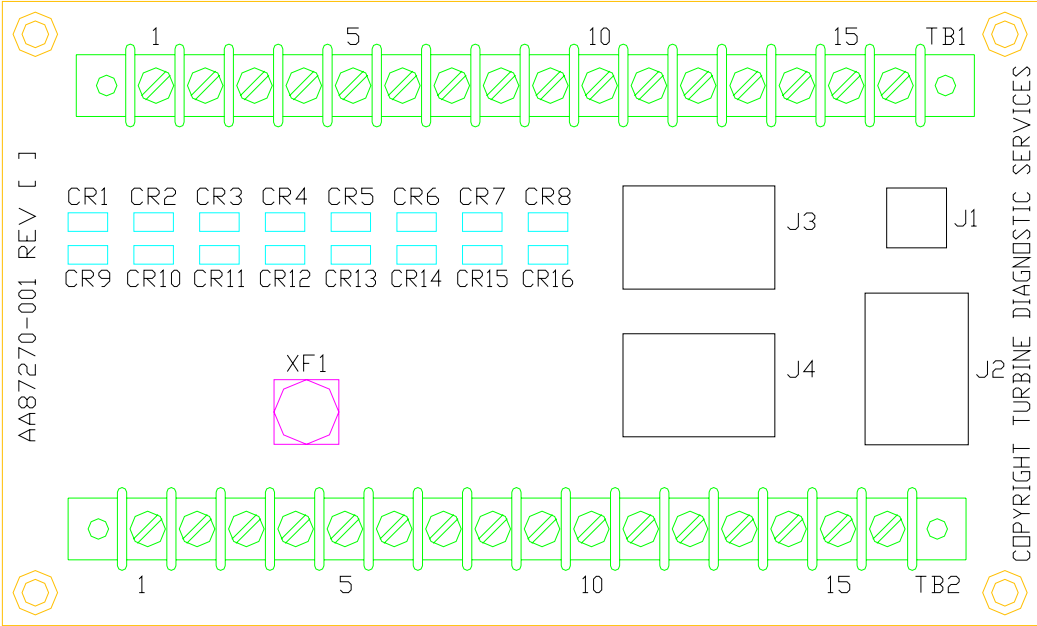 1 5 10 15 TB1
CR1 CR2 CR3 CR4 CR5 CR6 CR7 CR8
CR9 CR10 CR11 CR12 CR13 CR14 CR15 CR16
J3
J1
XF1
J4
J2
1 5 10 15 TB2
AA87270-001 REV [ ]
COPYRIGHT TURBINE DIAGNOSTIC SERVICES